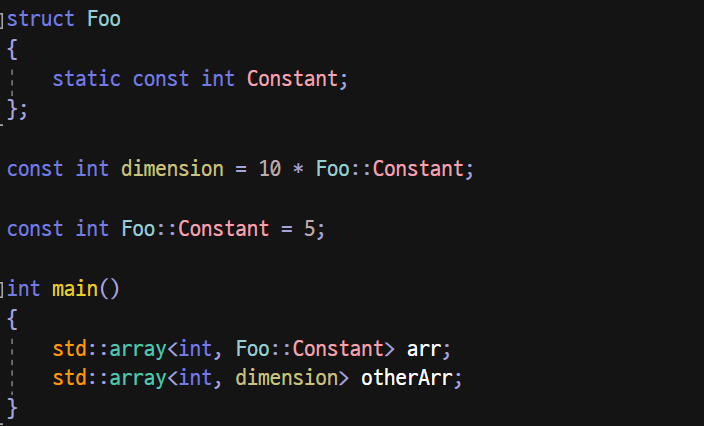 struct Foo
{
    static const int Constant;
};
const int dimension = 10 * Foo::Constant;
const int Foo::Constant = 5;
int main()
{
    std::array<int, Foo::Constant> arr;
    std::array<int, dimension> otherArr;
}